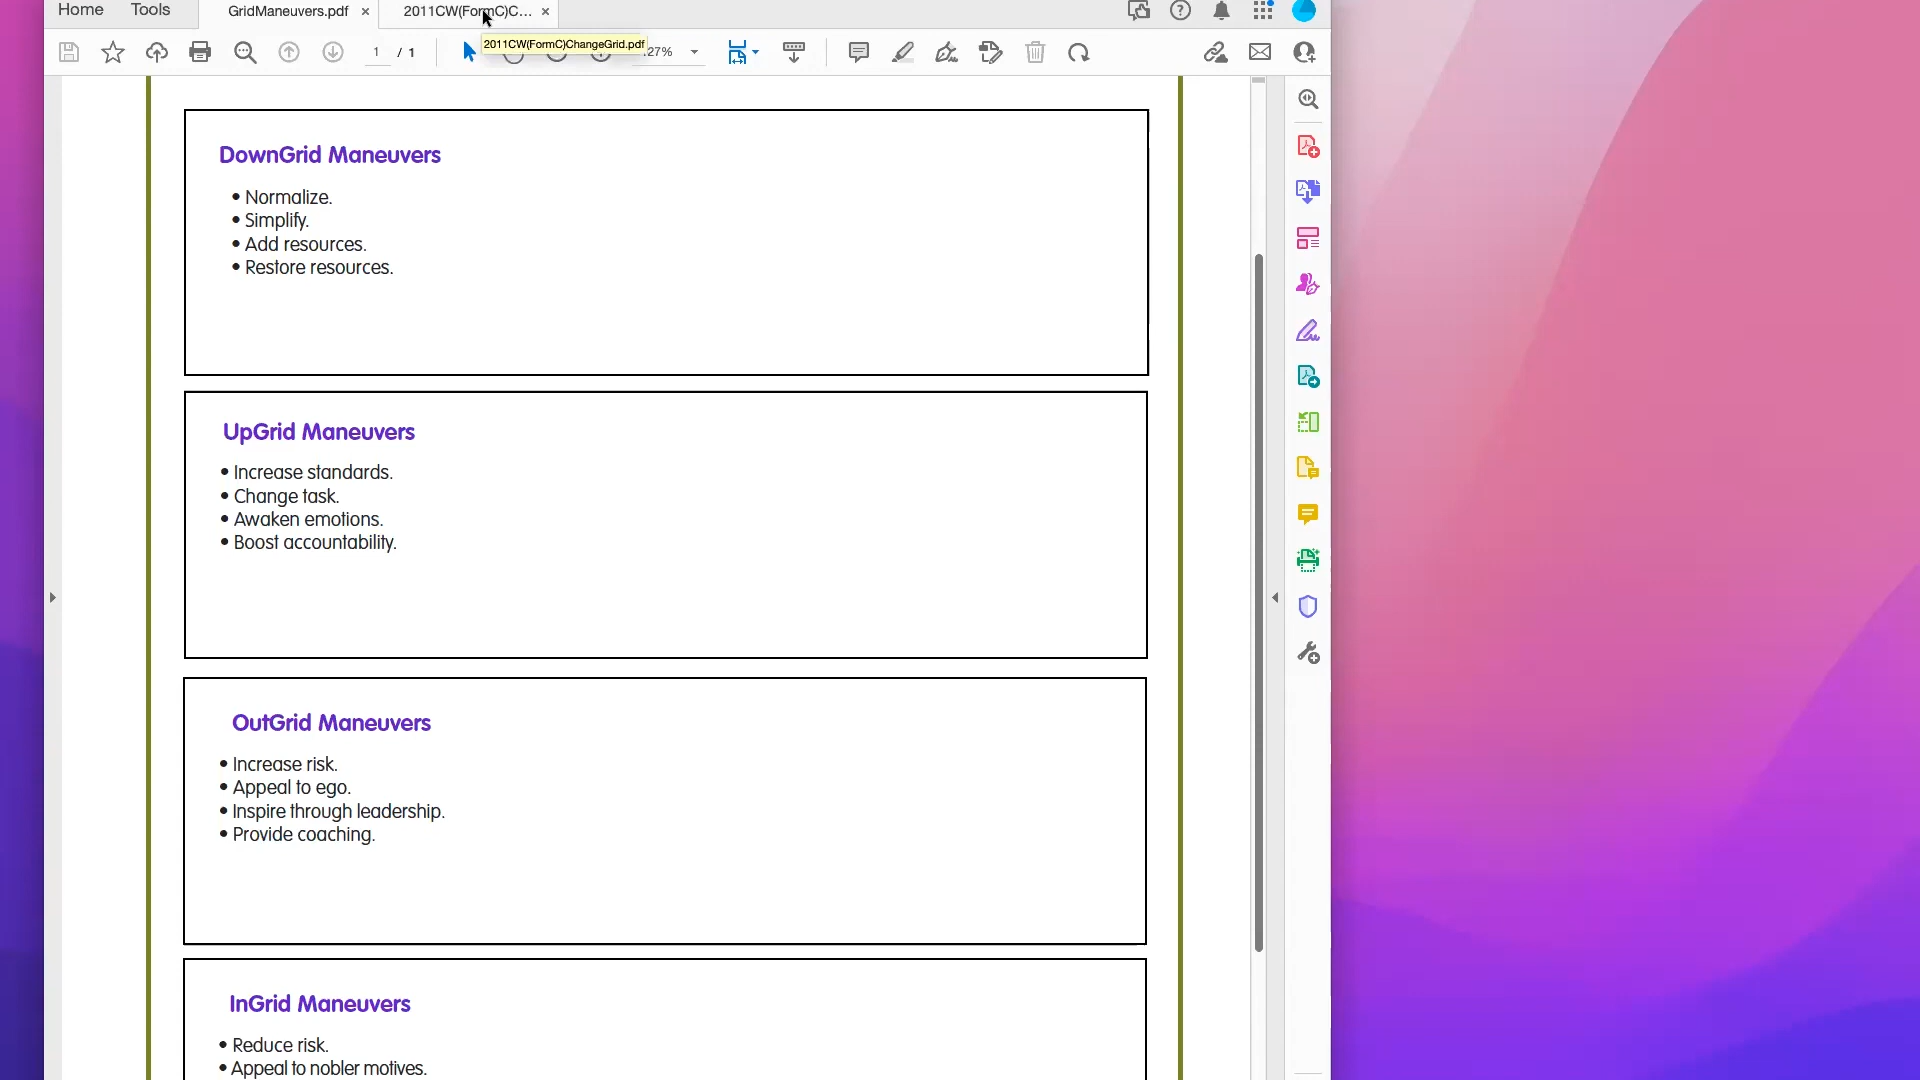 Home Tools GridManeuvers.pdf × 2011CW(FormC)C... ×
2011CW(FormC)ChangeGrid.pdf
1 / 1 27%
DownGrid Maneuvers
• Normalize.
• Simplify.
• Add resources.
• Restore resources.
UpGrid Maneuvers
• Increase standards.
• Change task.
• Awaken emotions.
• Boost accountability.
OutGrid Maneuvers
• Increase risk.
• Appeal to ego.
• Inspire through leadership.
• Provide coaching.
InGrid Maneuvers
• Reduce risk.
• Appeal to nobler motives.